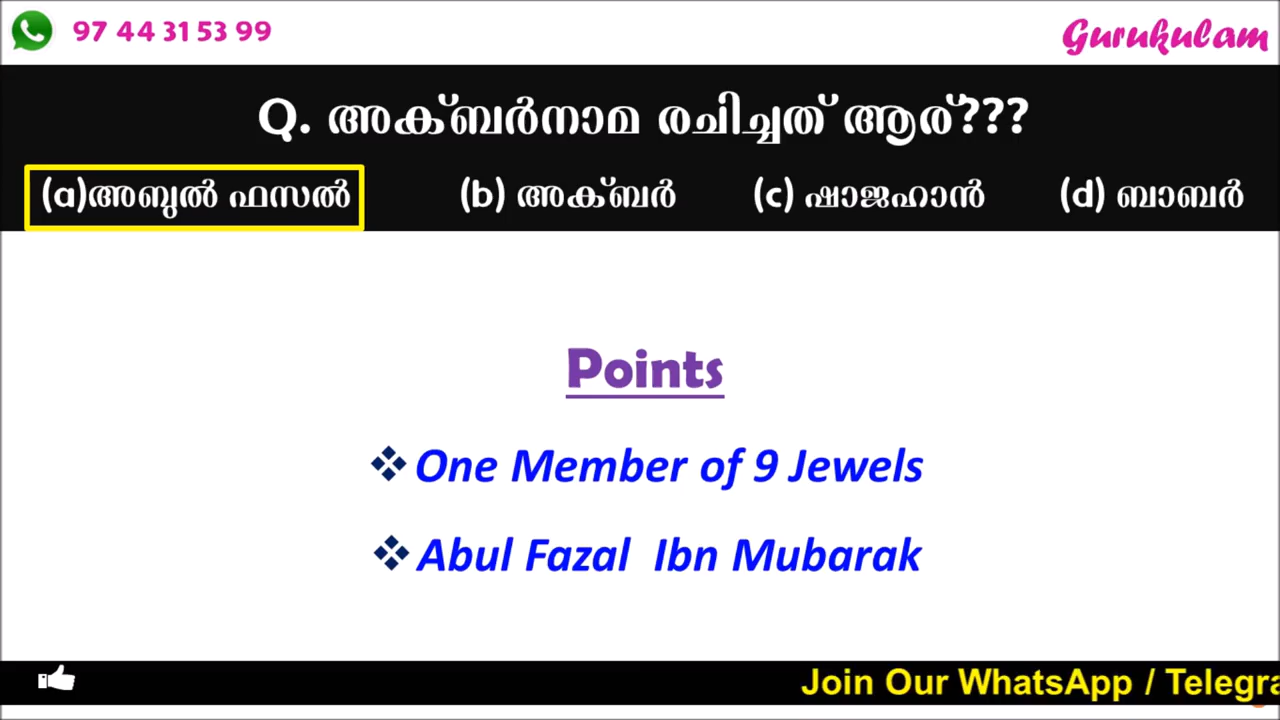 97 44 31 53 99
Gurukulam
Q. അക്ബർനാമ രചിച്ചത് ആര്???
(a)അബുൽ ഫസൽ (b) അക്ബർ (c) ഷാജഹാൻ (d) ബാബർ
Points
One Member of 9 Jewels
Abul Fazal Ibn Mubarak
Join Our WhatsApp / Telegra